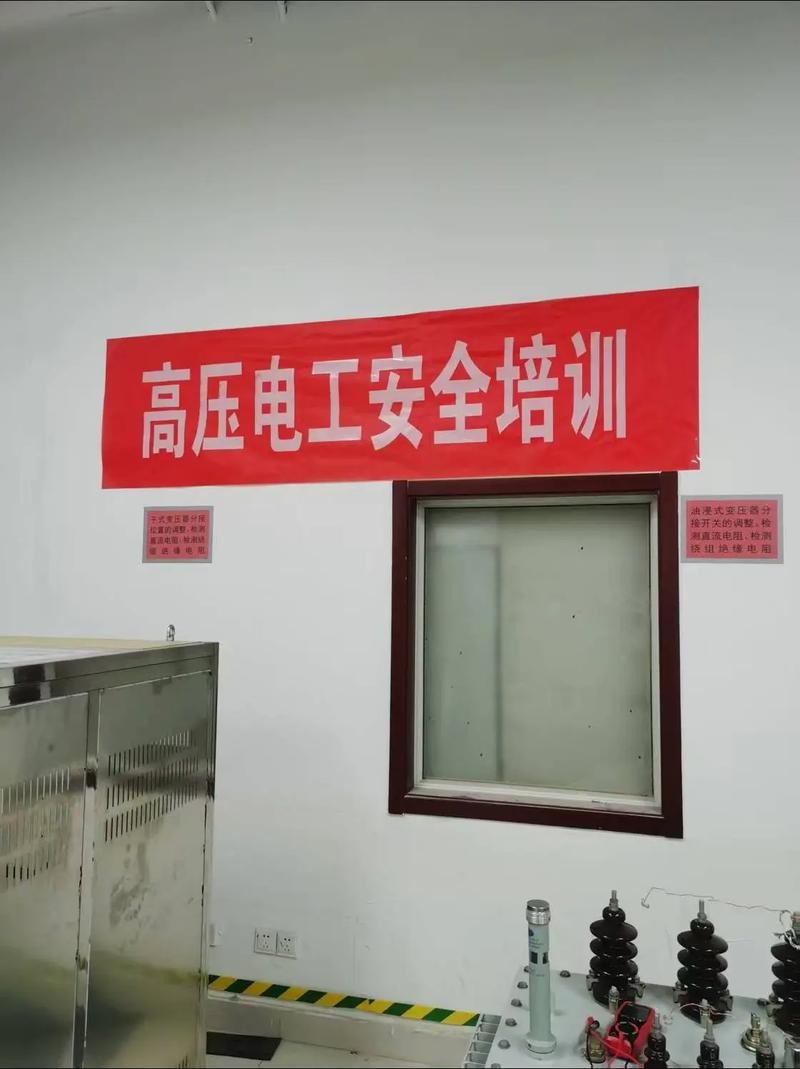 高压电工安全培训
干式变压器分接
位置的调整、检测
直流电阻、检测绕
组绝缘电阻
油浸式变压器分
接开关的调整、检
测直流电阻、检测
绕组绝缘电阻